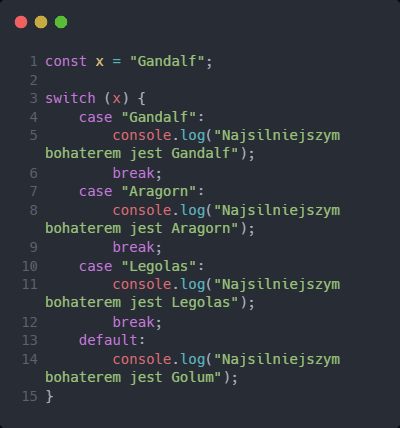 1 const x = "Gandalf";
2
3 switch (x) {
4     case "Gandalf":
5         console.log("Najsilniejszym
bohaterem jest Gandalf");
6         break;
7     case "Aragorn":
8         console.log("Najsilniejszym
bohaterem jest Aragorn");
9         break;
10     case "Legolas":
11         console.log("Najsilniejszym
bohaterem jest Legolas");
12         break;
13     default:
14         console.log("Najsilniejszym
bohaterem jest Golum");
15 }